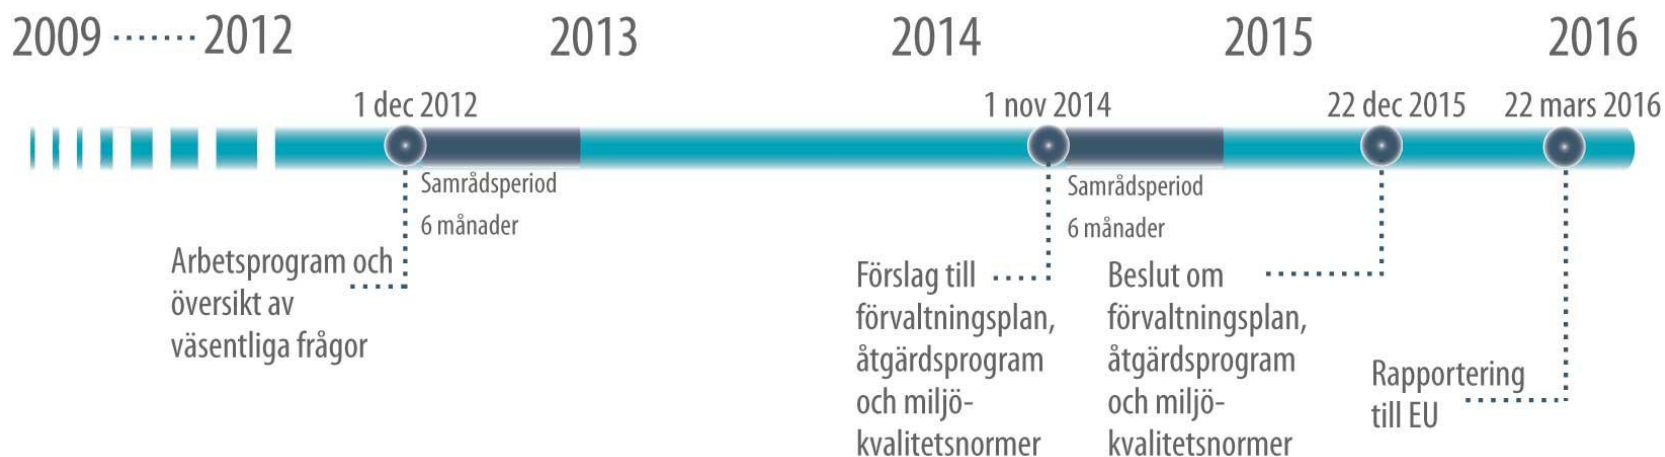 2009 ....... 2012 2013 2014 2015 2016
1 dec 2012 1 nov 2014 22 dec 2015 22 mars 2016
Samrådsperiod
6 månader
Samrådsperiod
6 månader
Arbetsprogram och
översikt av
väsentliga frågor
Förslag till
förvaltningsplan,
åtgärdsprogram
och miljö-
kvalitetsnormer
Beslut om
förvaltningsplan,
åtgärdsprogram
och miljö-
kvalitetsnormer
Rapportering
till EU